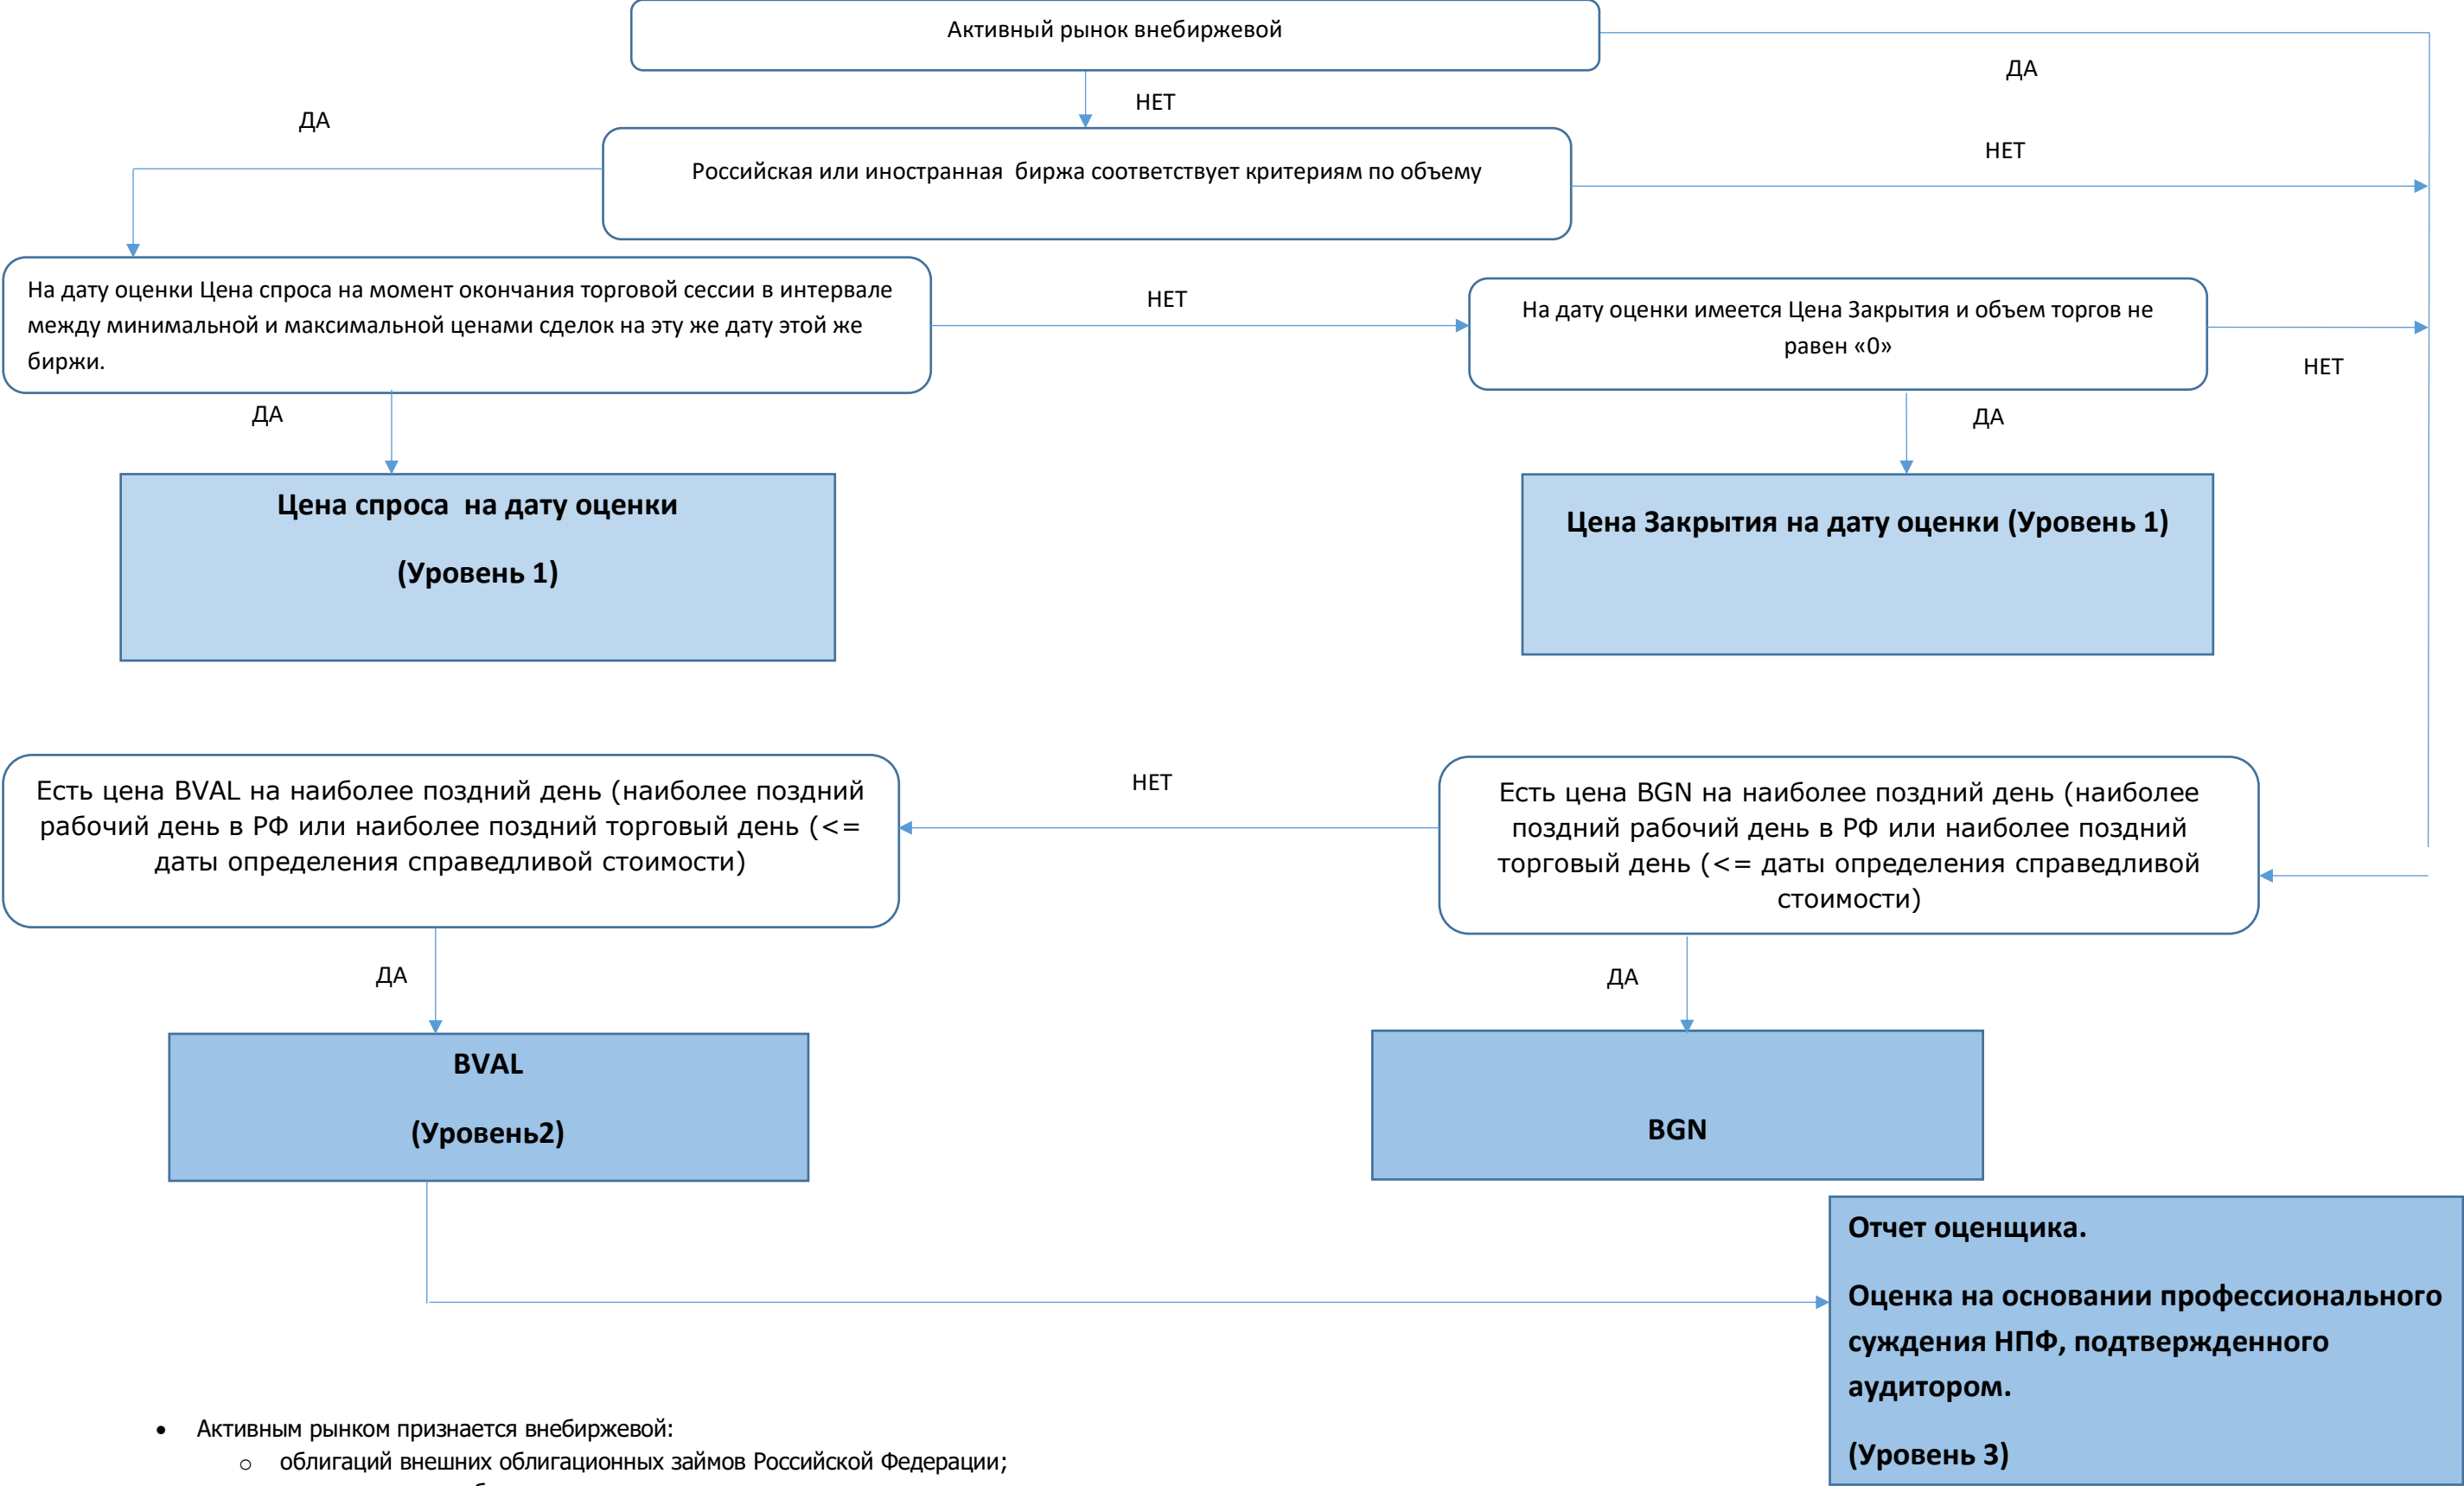 Активный рынок внебиржевой
ДА
НЕТ
ДА
НЕТ
Российская или иностранная  биржа соответствует критериям по объему
На дату оценки Цена спроса на момент окончания торговой сессии в интервале
между минимальной и максимальной ценами сделок на эту же дату этой же
биржи.
НЕТ
На дату оценки имеется Цена Закрытия и объем торгов не
равен «0»
НЕТ
ДА
ДА
Цена спроса  на дату оценки
(Уровень 1)
Цена Закрытия на дату оценки (Уровень 1)
Есть цена BVAL на наиболее поздний день (наиболее поздний
рабочий день в РФ или наиболее поздний торговый день (<=
даты определения справедливой стоимости)
НЕТ
Есть цена BGN на наиболее поздний день (наиболее
поздний рабочий день в РФ или наиболее поздний
торговый день (<= даты определения справедливой
стоимости)
ДА
ДА
BVAL
(Уровень2)
BGN
Отчет оценщика.
Оценка на основании профессионального
суждения НПФ, подтвержденного
аудитором.
(Уровень 3)
• Активным рынком признается внебиржевой:
o облигаций внешних облигационных займов Российской Федерации;